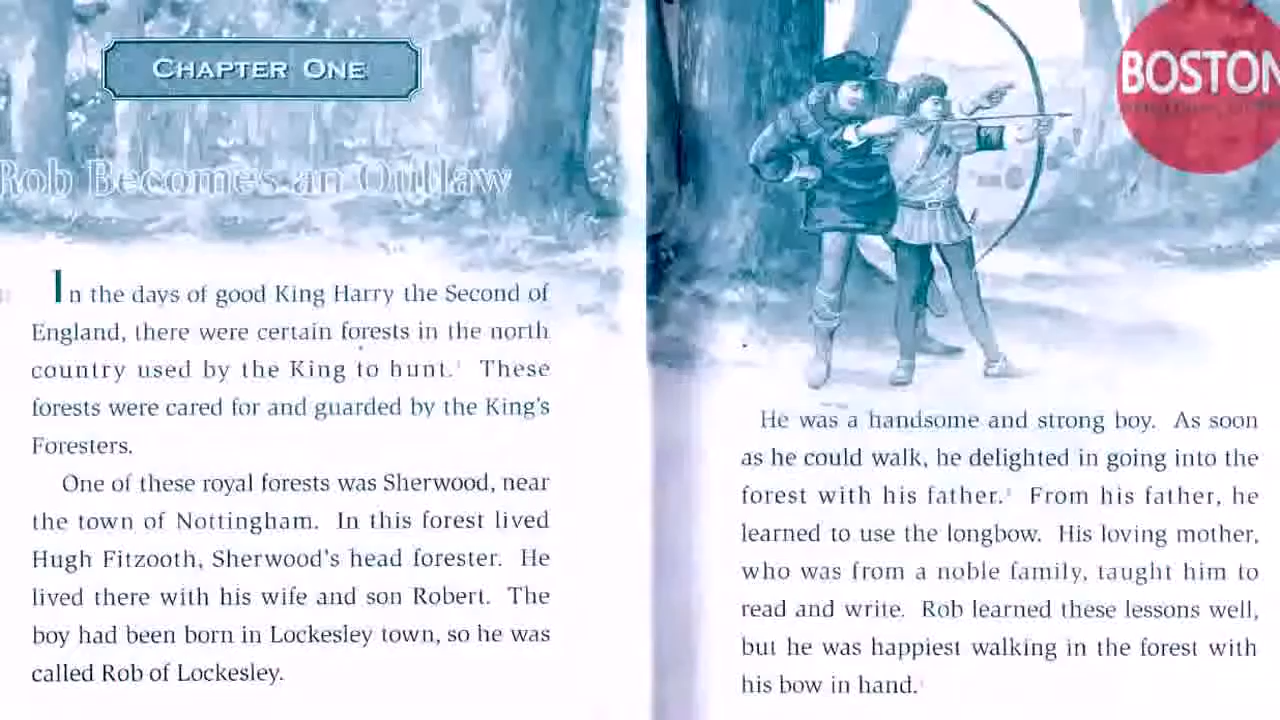 CHAPTER ONE
Rob Becomes an Outlaw
In the days of good King Harry the Second of
England, there were certain forests in the north
country used by the King to hunt. These
forests were cared for and guarded by the King's
Foresters.
One of these royal forests was Sherwood, near
the town of Nottingham. In this forest lived
Hugh Fitzooth, Sherwood's head forester. He
lived there with his wife and son Robert. The
boy had been born in Lockesley town, so he was
called Rob of Lockesley.
BOSTON
He was a handsome and strong boy. As soon
as he could walk, he delighted in going into the
forest with his father. From his father, he
learned to use the longbow. His loving mother,
who was from a noble family, taught him to
read and write. Rob learned these lessons well,
but he was happiest walking in the forest with
his bow in hand.